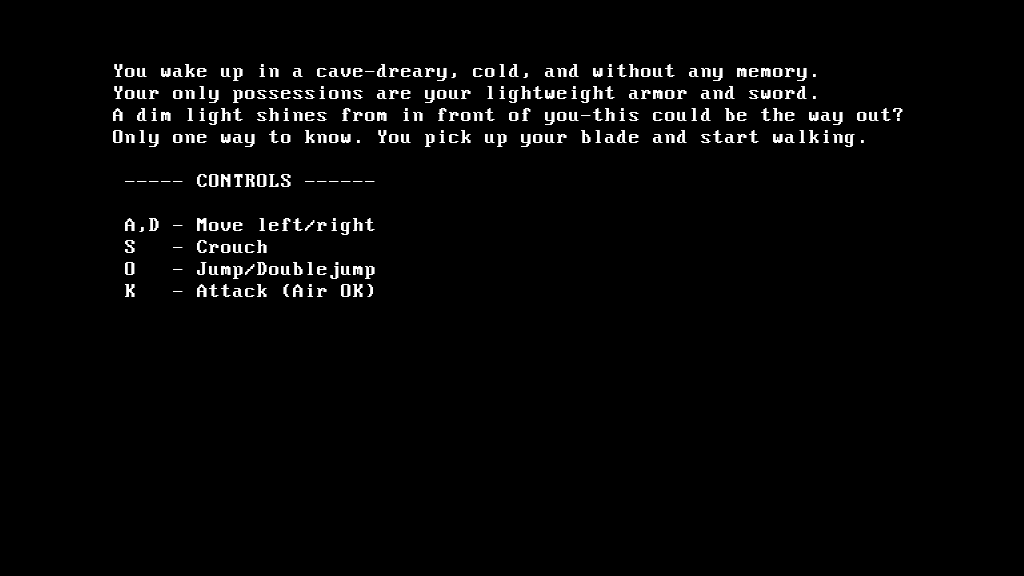 You wake up in a cave-dreary, cold, and without any memory.
Your only possessions are your lightweight armor and sword.
A dim light shines from in front of you-this could be the way out?
Only one way to know. You pick up your blade and start walking.
----- CONTROLS ------
A,D - Move left/right
S - Crouch
O - Jump/Doublejump
K - Attack (Air OK)